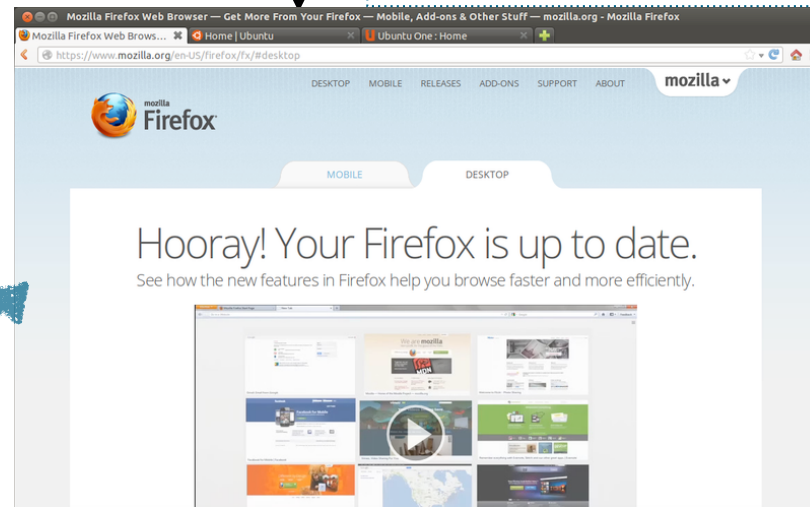 Mozilla Firefox Web Browser — Get More From Your Firefox — Mobile, Add-ons & Other Stuff — mozilla.org - Mozilla Firefox
Mozilla Firefox Web Brows... Home | Ubuntu Ubuntu One : Home
https://www.mozilla.org/en-US/firefox/fx/#desktop
DESKTOP MOBILE RELEASES ADD-ONS SUPPORT ABOUT mozilla
mozilla
Firefox
MOBILE DESKTOP
Hooray! Your Firefox is up to date.
See how the new features in Firefox help you browse faster and more efficiently.
We are mozilla